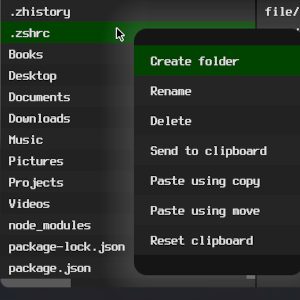 .zhistory
file/
.zshrc
Books
Desktop
Documents
Downloads
Music
Pictures
Projects
Videos
node_modules
package-lock.json
package.json
Create folder
Rename
Delete
Send to clipboard
Paste using copy
Paste using move
Reset clipboard